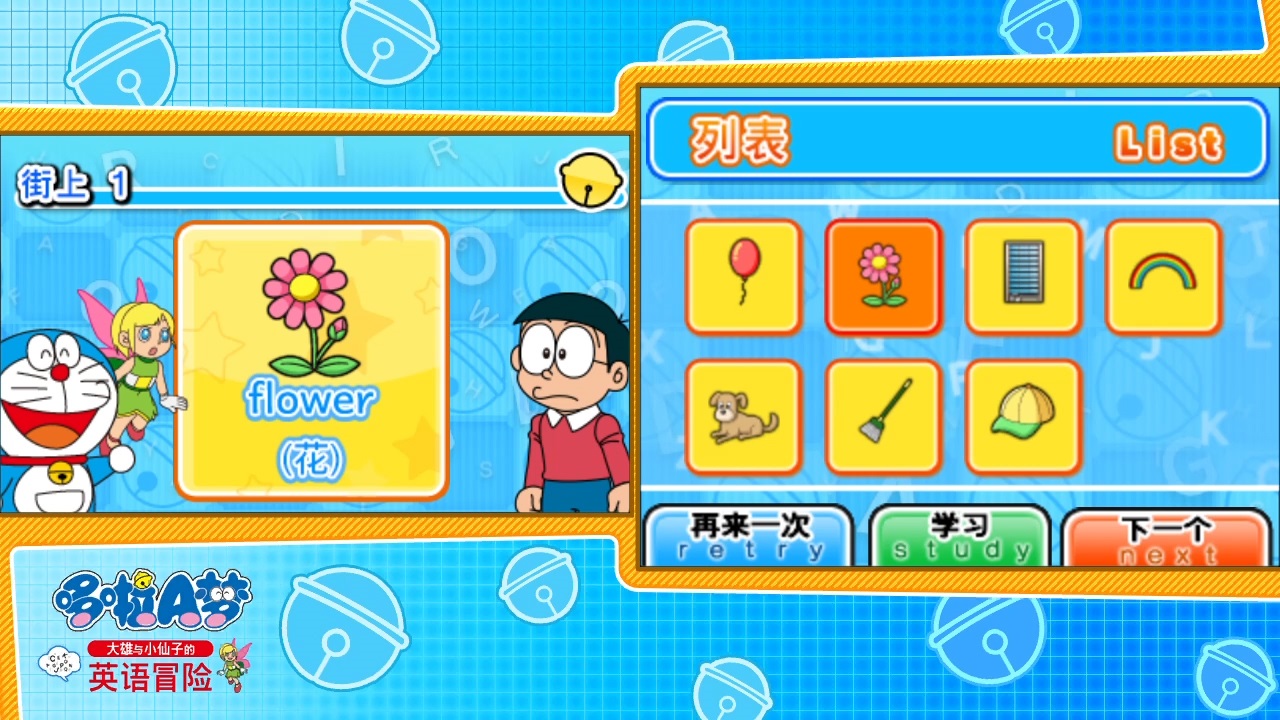 街上 1
flower
(花)
列表 List
再来一次
retry
学习
study
下一个
next
哆啦A梦
大雄与小仙子的
英语冒险